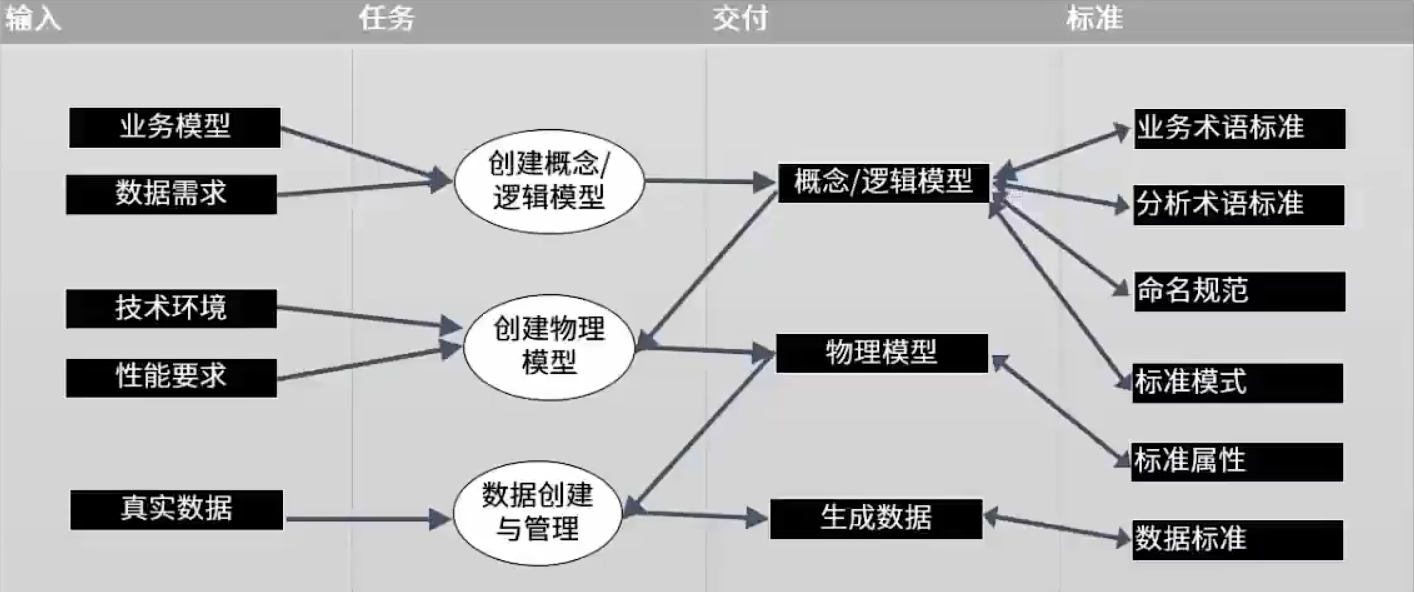 输入
任务
交付
标准
业务模型
数据需求
技术环境
性能要求
真实数据
创建概念/
逻辑模型
创建物理
模型
数据创建
与管理
概念/逻辑模型
物理模型
生成数据
业务术语标准
分析术语标准
命名规范
标准模式
标准属性
数据标准